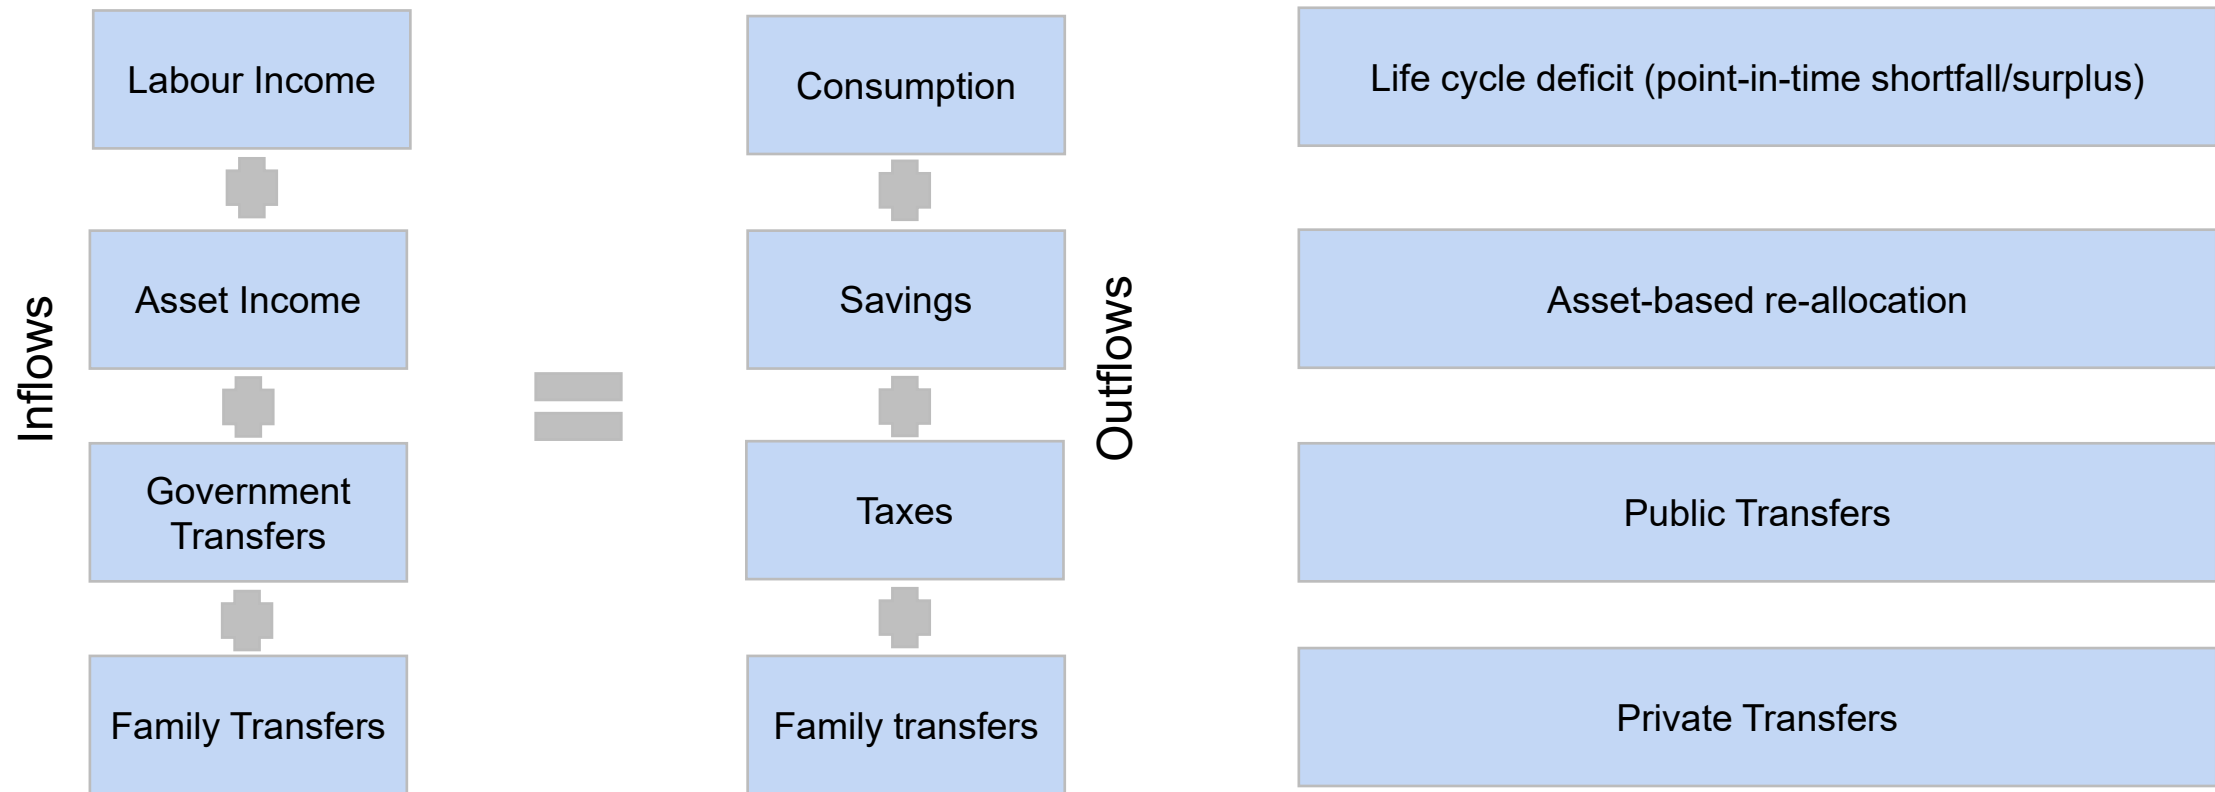 Labour Income
Consumption
Life cycle deficit (point-in-time shortfall/surplus)
Inflows
Asset Income
Savings
Outflows
Asset-based re-allocation
Government
Transfers
Taxes
Public Transfers
Family Transfers
Family transfers
Private Transfers